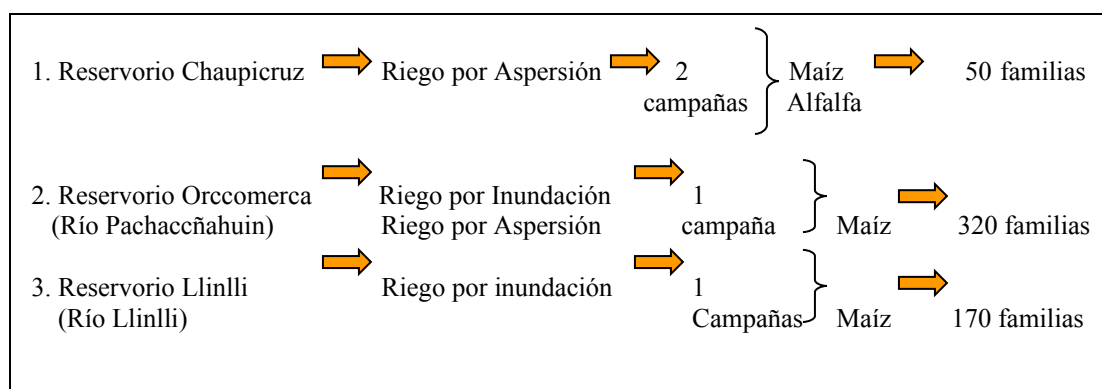 1. Reservorio Chaupicruz Riego por Aspersión 2 Maíz 50 familias
campañas Alfalfa
2. Reservorio Orccomerca Riego por Inundación 1
(Río Pachaccñahuin) Riego por Aspersión campaña Maíz 320 familias
3. Reservorio Llinlli Riego por inundación 1
(Río Llinlli) Campañas Maíz 170 familias